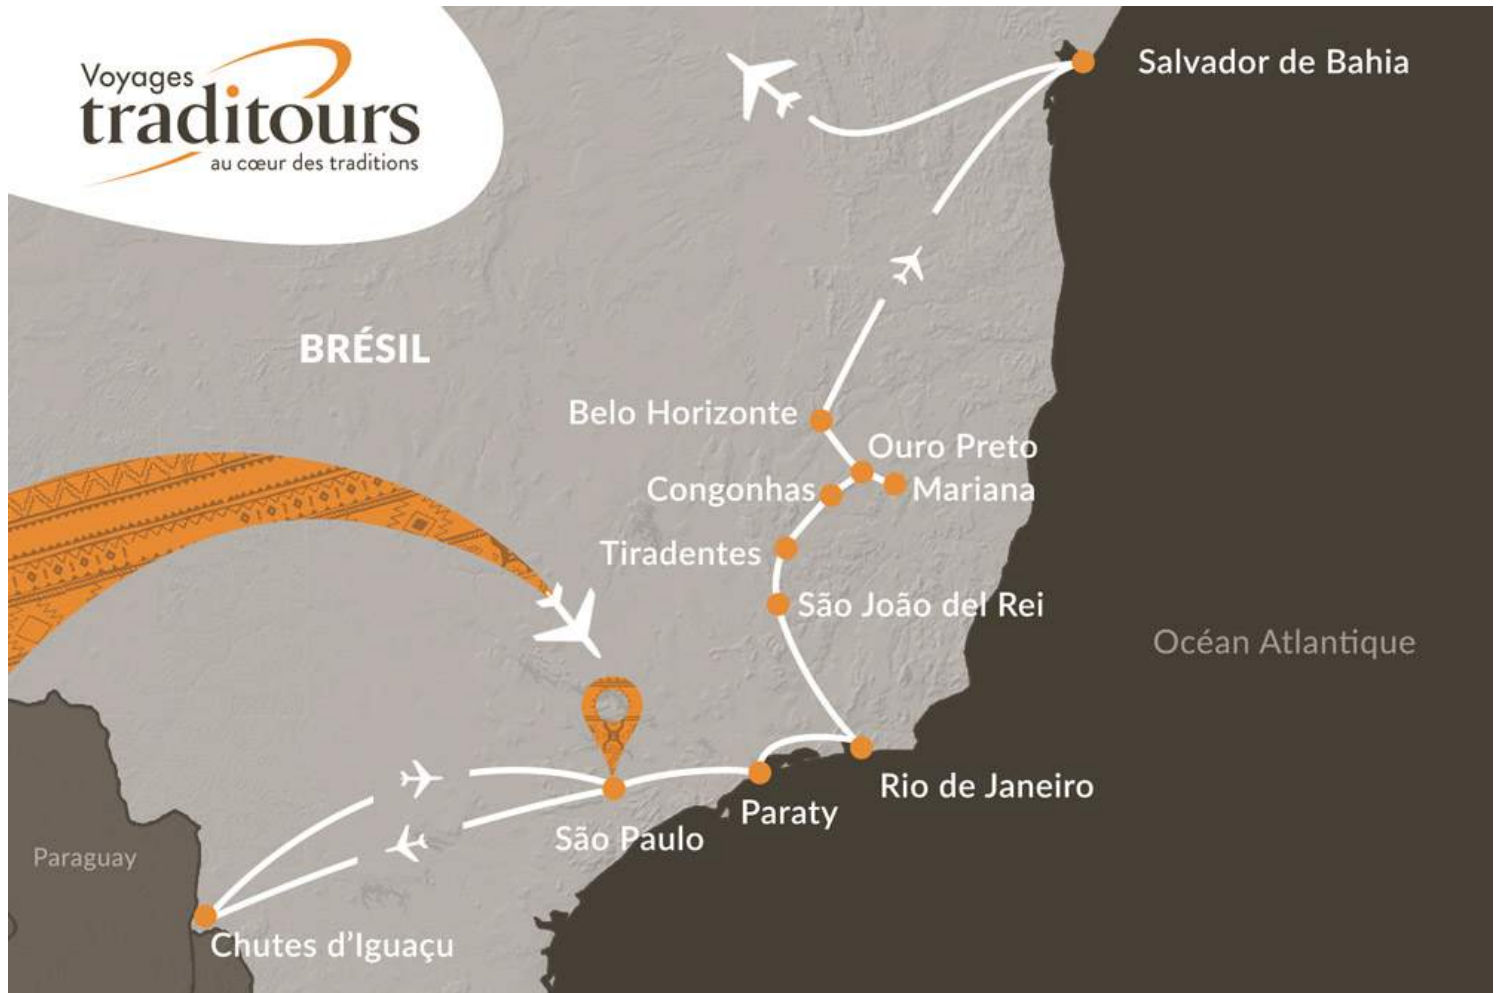 Voyages
traditours
au cœur des traditions
Salvador de Bahia
BRÉSIL
Belo Horizonte
Ouro Preto
Congonhas
Mariana
Tiradentes
São João del Rei
Océan Atlantique
Rio de Janeiro
Paraty
São Paulo
Paraguay
Chutes d'Iguaçu